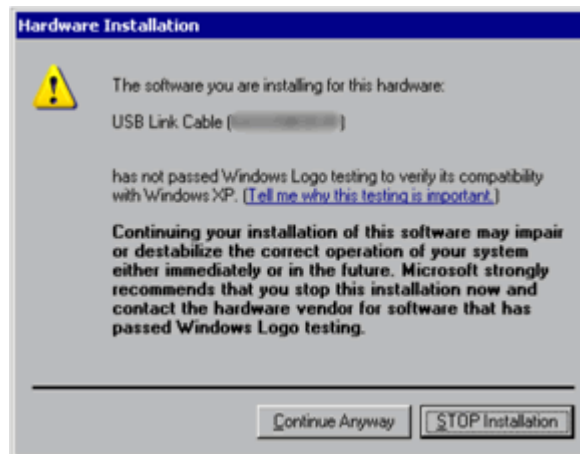 Hardware Installation
The software you are installing for this hardware:
USB Link Cable ( )
has not passed Windows Logo testing to verify its compatibility
with Windows XP. (Tell me why this testing is important.)
Continuing your installation of this software may impair
or destabilize the correct operation of your system
either immediately or in the future. Microsoft strongly
recommends that you stop this installation now and
contact the hardware vendor for software that has
passed Windows Logo testing.
Continue Anyway
STOP Installation